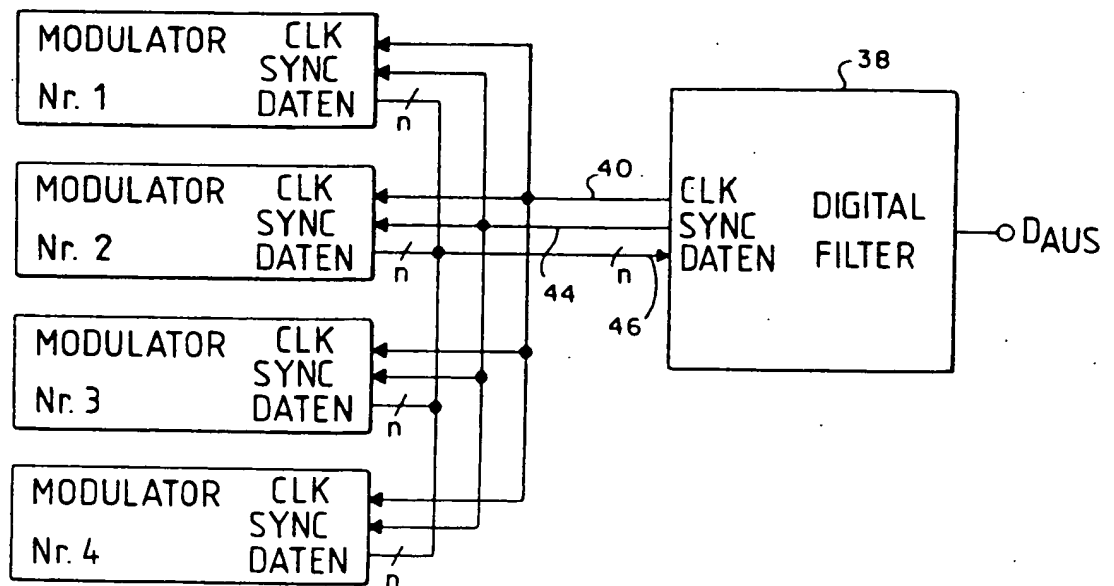 MODULATOR CLK
SYNC
Nr. 1 DATEN
n
MODULATOR CLK
SYNC
Nr. 2 DATEN
n
MODULATOR CLK
SYNC
Nr. 3 DATEN
n
MODULATOR CLK
SYNC
Nr. 4 DATEN
n
40
44
n
46
38
CLK
SYNC
DATEN
DIGITAL
FILTER
DAUS